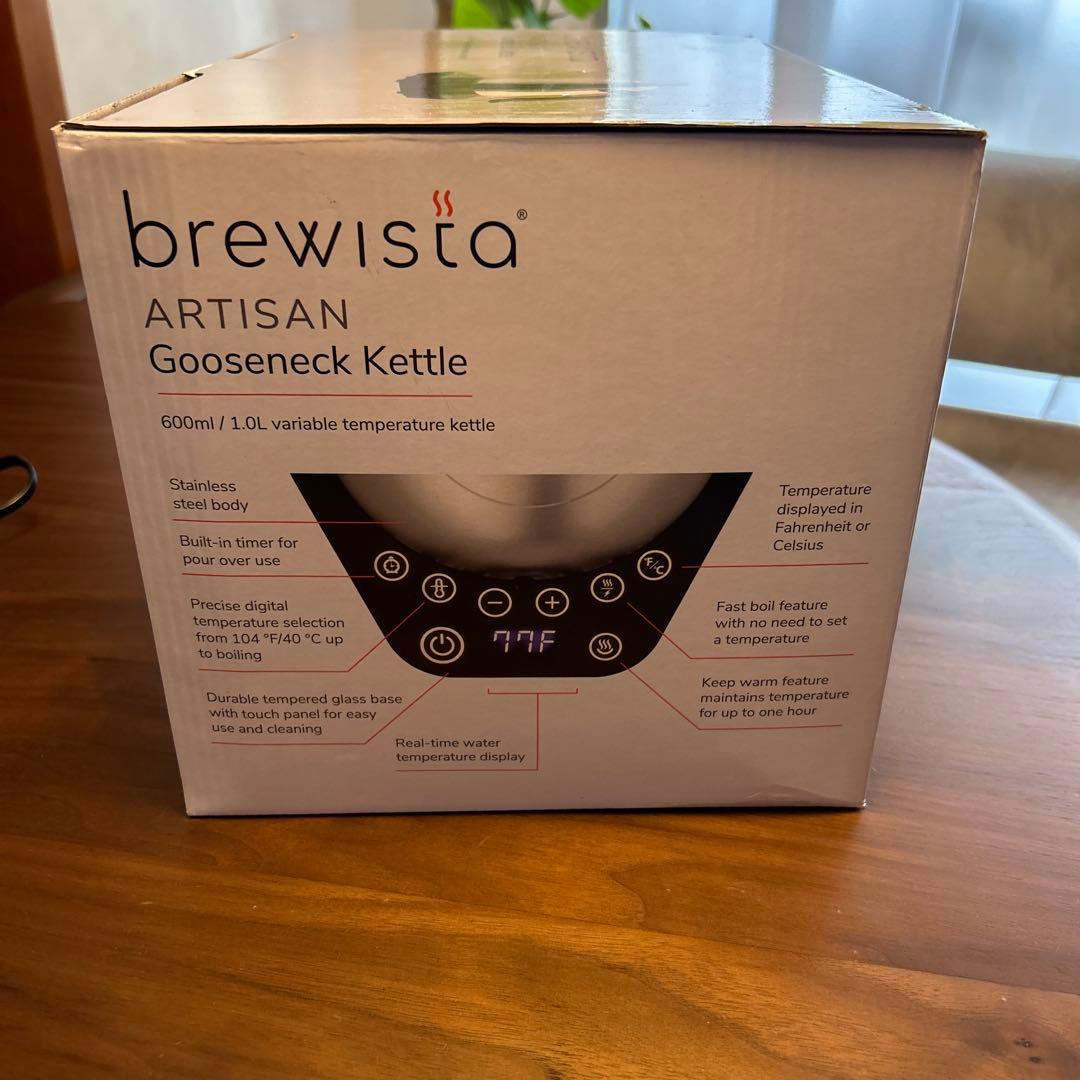 brewista®
ARTISAN
Gooseneck Kettle
600ml / 1.0L variable temperature kettle
Stainless
steel body
Built-in timer for
pour over use
Precise digital
temperature selection
from 104 °F/40 °C up
to boiling
Durable tempered glass base
with touch panel for easy
use and cleaning
Real-time water
temperature display
Temperature
displayed in
Fahrenheit or
Celsius
Fast boil feature
with no need to set
a temperature
Keep warm feature
maintains temperature
for up to one hour
°F/°C
77F